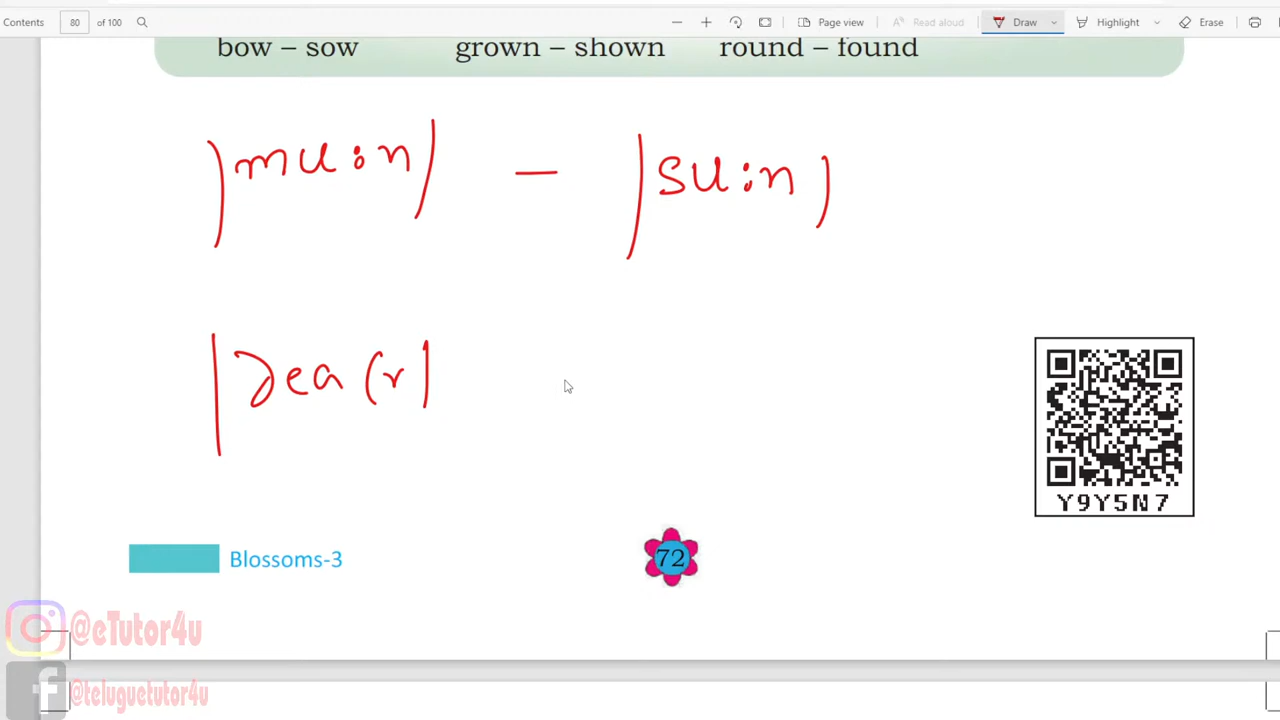 Contents 80 of 100 Page view Read aloud Draw Highlight Erase
bow – sow grown – shown round – found
|mu:n| – |su:n|
|ðea(r|
Y9Y5N7
Blossoms-3 72
@eTutor4u
@teluguetutor4u